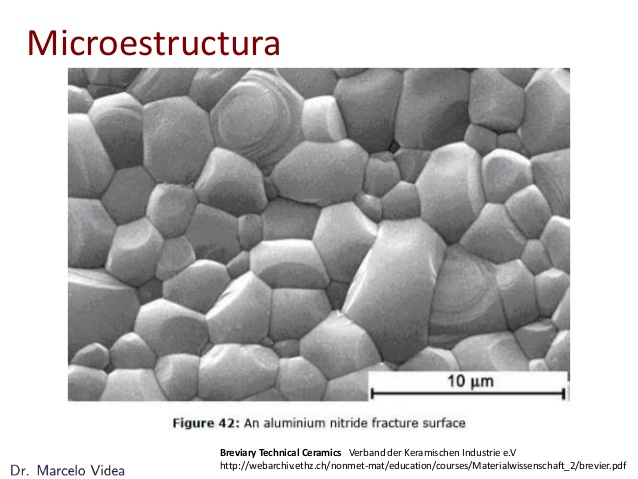 Microestructura
10 µm
Figure 42: An aluminium nitride fracture surface
Breviary Technical Ceramics Verband der Keramischen Industrie e.V
http://webarchiv.ethz.ch/nonmet-mat/education/courses/Materialwissenschaft_2/brevier.pdf
Dr. Marcelo Videa